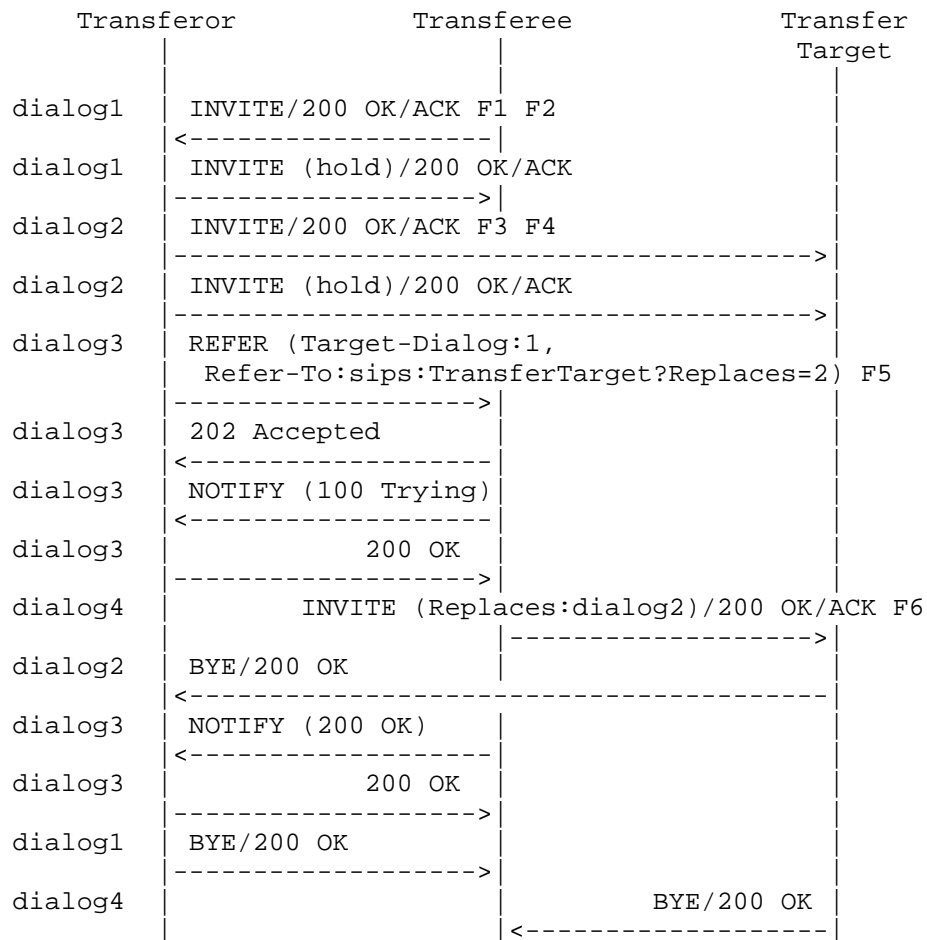 Transferor Transferee Transfer
Target
dialog1 INVITE/200 OK/ACK F1 F2
dialog1 INVITE (hold)/200 OK/ACK
dialog2 INVITE/200 OK/ACK F3 F4
dialog2 INVITE (hold)/200 OK/ACK
dialog3 REFER (Target-Dialog:1,
Refer-To:sips:TransferTarget?Replaces=2) F5
dialog3 202 Accepted
dialog3 NOTIFY (100 Trying)
dialog3 200 OK
dialog4 INVITE (Replaces:dialog2)/200 OK/ACK F6
dialog2 BYE/200 OK
dialog3 NOTIFY (200 OK)
dialog3 200 OK
dialog1 BYE/200 OK
dialog4 BYE/200 OK